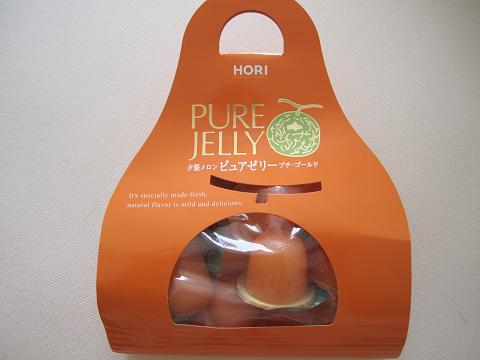 HORI
PURE
JELLY
夕張メロンピュアゼリープチ・ゴールド
It's specially made fresh,
natural flavor is mild and delicious.